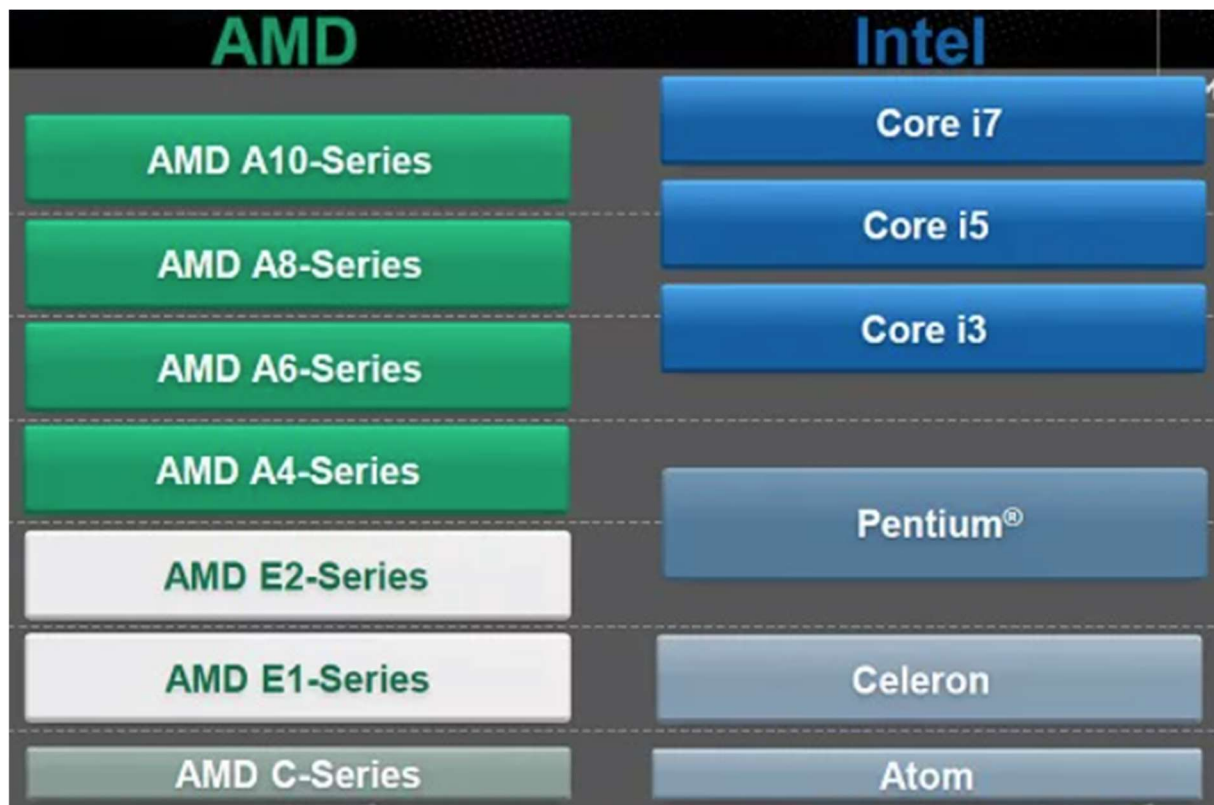 AMD
Intel
AMD A10-Series
Core i7
AMD A8-Series
Core i5
AMD A6-Series
Core i3
AMD A4-Series
Pentium®
AMD E2-Series
AMD E1-Series
Celeron
AMD C-Series
Atom